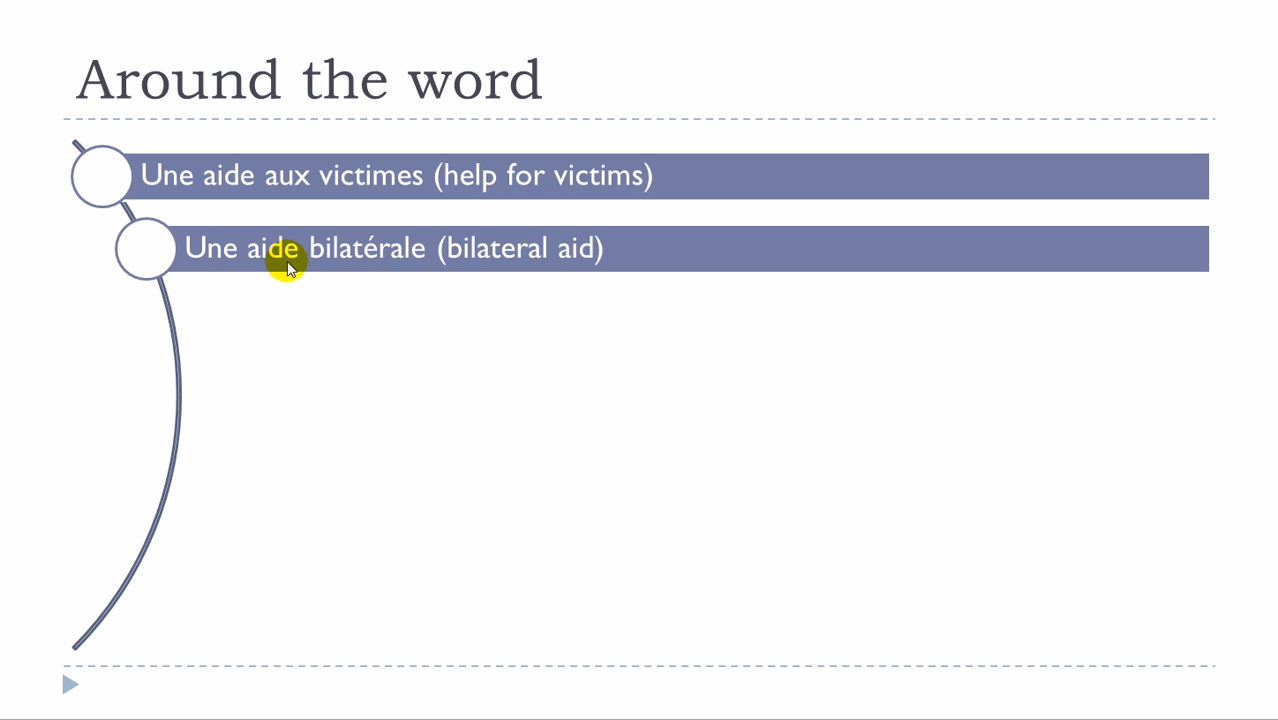 Around the word
Une aide aux victimes (help for victims)
Une aide bilatérale (bilateral aid)